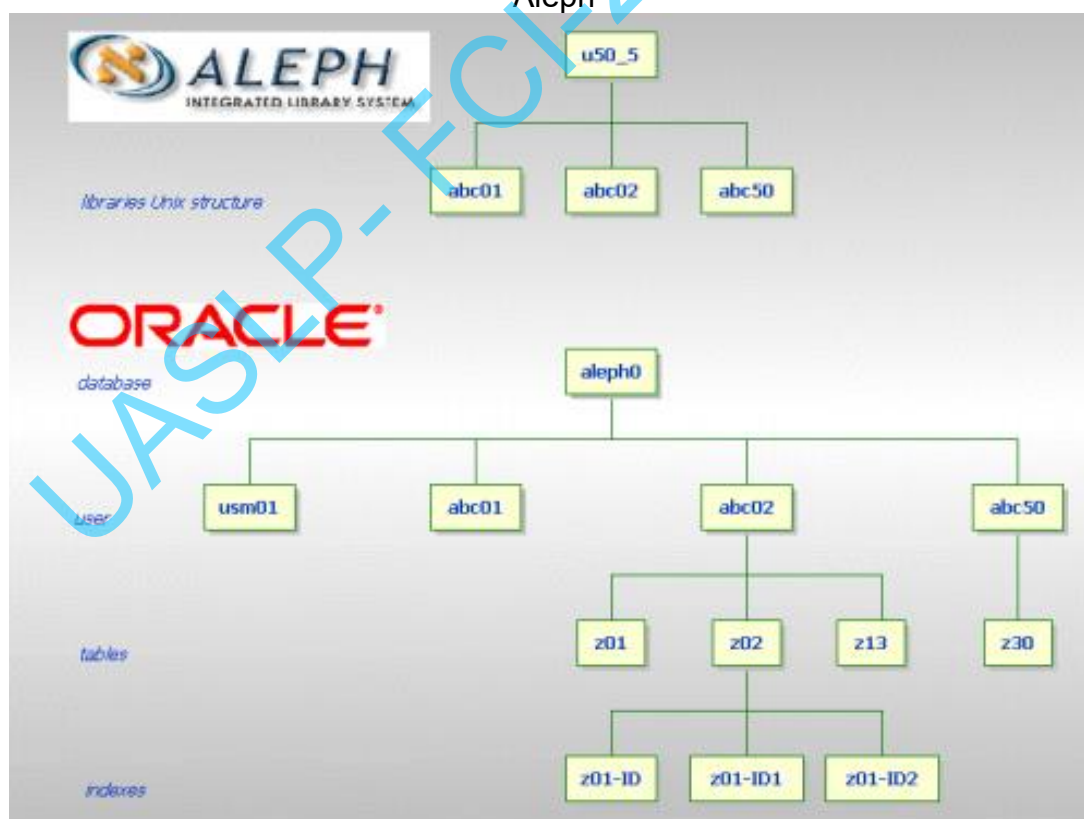 Aleph
ALEPH
INTEGRATED LIBRARY SYSTEM
u50_5
abc01 abc02 abc50
libraries Unix structure
ORACLE®
database
aleph0
usm01 abc01 abc02 abc50
user
z01 z02 z13 z30
tables
z01-ID z01-ID1 z01-ID2
indexes
UASLP- FCI-